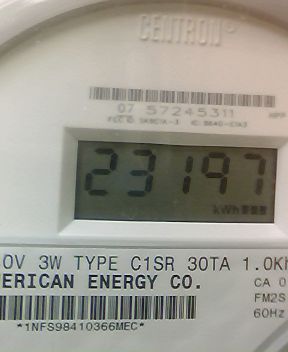 CENTRON
07 57245311
23197
kWh
0V 3W TYPE C1SR 30TA 1.0Kh
ERICAN ENERGY CO.
CA 0
FM2S
60Hz
*1NFS98410366MEC*